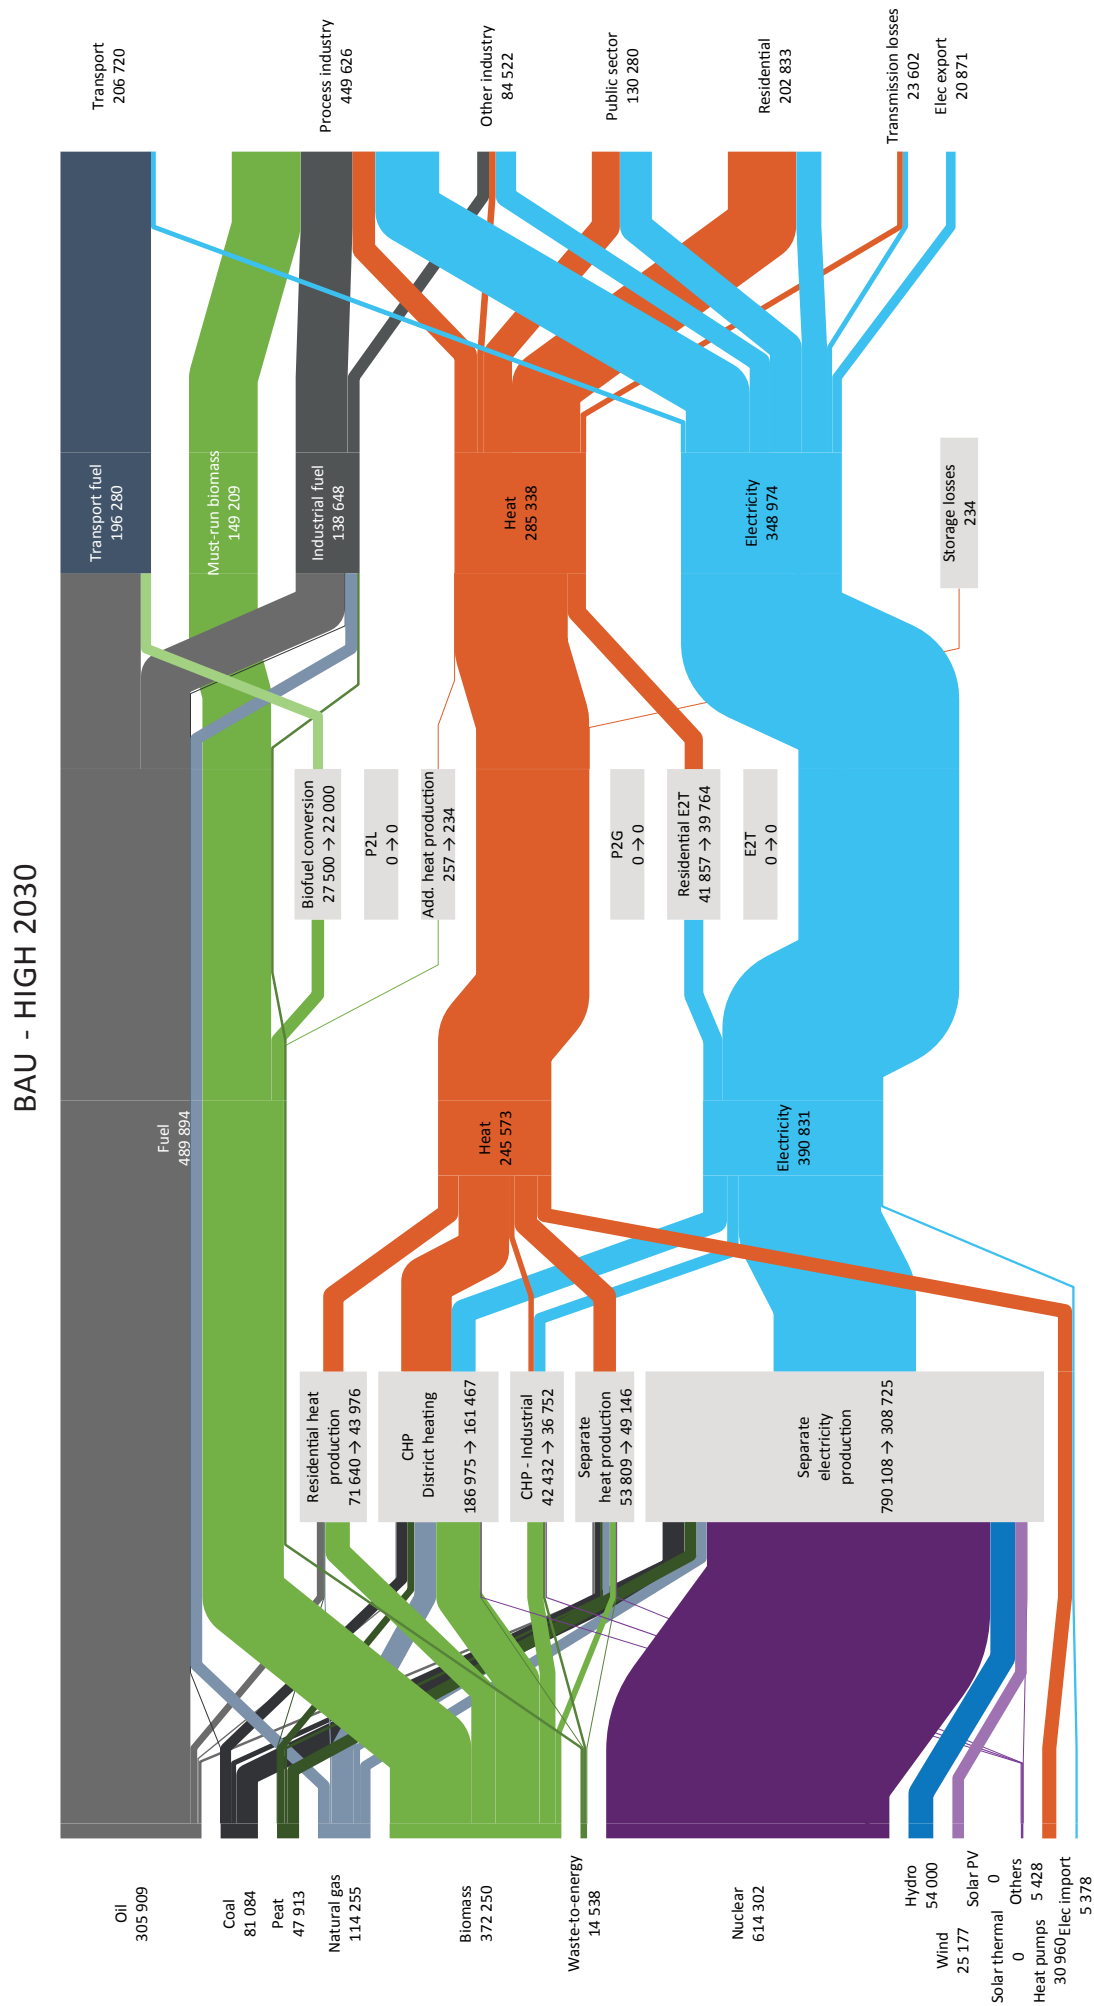 BAU - HIGH 2030
Oil
305 909
Coal
81 084
Peat
47 913
Natural gas
114 255
Biomass
372 250
Waste-to-energy
14 538
Nuclear
614 302
Hydro
54 000
Wind
25 177
Solar PV
0
Solar thermal
0
Others
5 428
Heat pumps
30 960
Elec import
5 378
Residential heat
production
71 640 → 43 976
CHP
District heating
186 975 → 161 467
CHP - Industrial
42 432 → 36 752
Separate
heat production
53 809 → 49 146
Separate
electricity
production
790 108 → 308 725
Fuel
489 894
Heat
245 573
Electricity
390 831
Biofuel conversion
27 500 → 22 000
P2L
0 → 0
Add. heat production
257 → 234
P2G
0 → 0
Residential E2T
41 857 → 39 764
E2T
0 → 0
Transport fuel
196 280
Must-run biomass
149 209
Industrial fuel
138 648
Heat
285 338
Electricity
348 974
Storage losses
234
Transport
206 720
Process industry
449 626
Other industry
84 522
Public sector
130 280
Residential
202 833
Transmission losses
23 602
Elec export
20 871